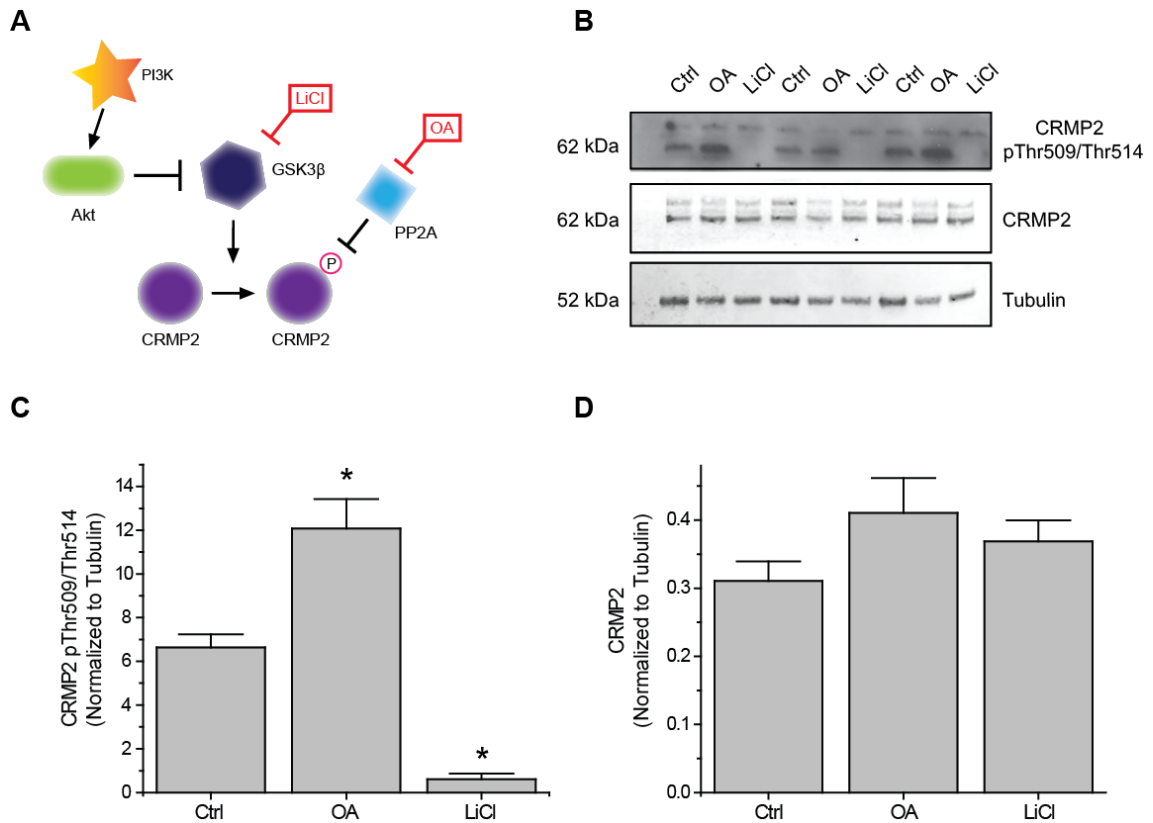 A
PI3K
LiCl
OA
GSK3β
Akt
PP2A
P
CRMP2
CRMP2
B
Ctrl OA LiCl Ctrl OA LiCl Ctrl OA LiCl
62 kDa
CRMP2
pThr509/Thr514
62 kDa
CRMP2
52 kDa
Tubulin
C
CRMP2 pThr509/Thr514
(Normalized to Tubulin)
14
12
10
8
6
4
2
0
*
*
Ctrl OA LiCl
D
CRMP2
(Normalized to Tubulin)
0.4
0.3
0.2
0.1
0.0
Ctrl OA LiCl